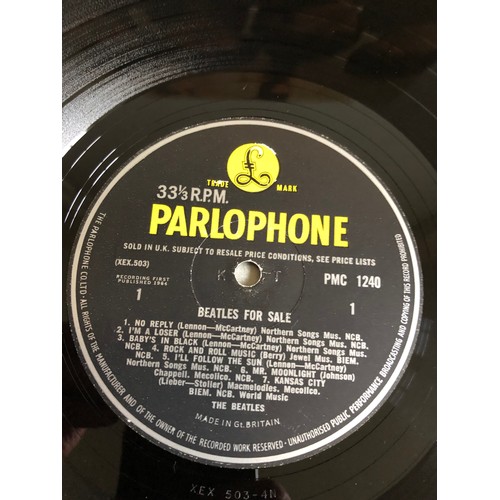 £
TRADE MARK
33⅓ R.P.M.
PARLOPHONE
SOLD IN U.K. SUBJECT TO RESALE PRICE CONDITIONS, SEE PRICE LISTS
(XEX.503)
K T
PMC 1240
RECORDING FIRST
PUBLISHED 1964
1
1
BEATLES FOR SALE
1. NO REPLY (Lennon—McCartney) Northern Songs Mus. NCB.
2. I'M A LOSER (Lennon—McCartney) Northern Songs Mus. NCB.
3. BABY'S IN BLACK (Lennon—McCartney) Northern Songs Mus.
NCB. 4. ROCK AND ROLL MUSIC (Berry) Jewel Mus. BIEM.
NCB. 5. I'LL FOLLOW THE SUN (Lennon—McCartney)
Northern Songs Mus. NCB. 6. MR. MOONLIGHT (Johnson)
Chappell. Mecolico. NCB. 7. KANSAS CITY
(Lieber—Stoller) Macmelodies. Mecolico.
BIEM. NCB. World Music
THE BEATLES
MADE IN GT. BRITAIN
THE PARLOPHONE CO LTD · ALL RIGHTS OF THE MANUFACTURER AND OF THE OWNER OF THE RECORDED WORK RESERVED · UNAUTHORISED PUBLIC PERFORMANCE BROADCASTING AND COPYING OF THIS RECORD PROHIBITED
XEX 503-4N